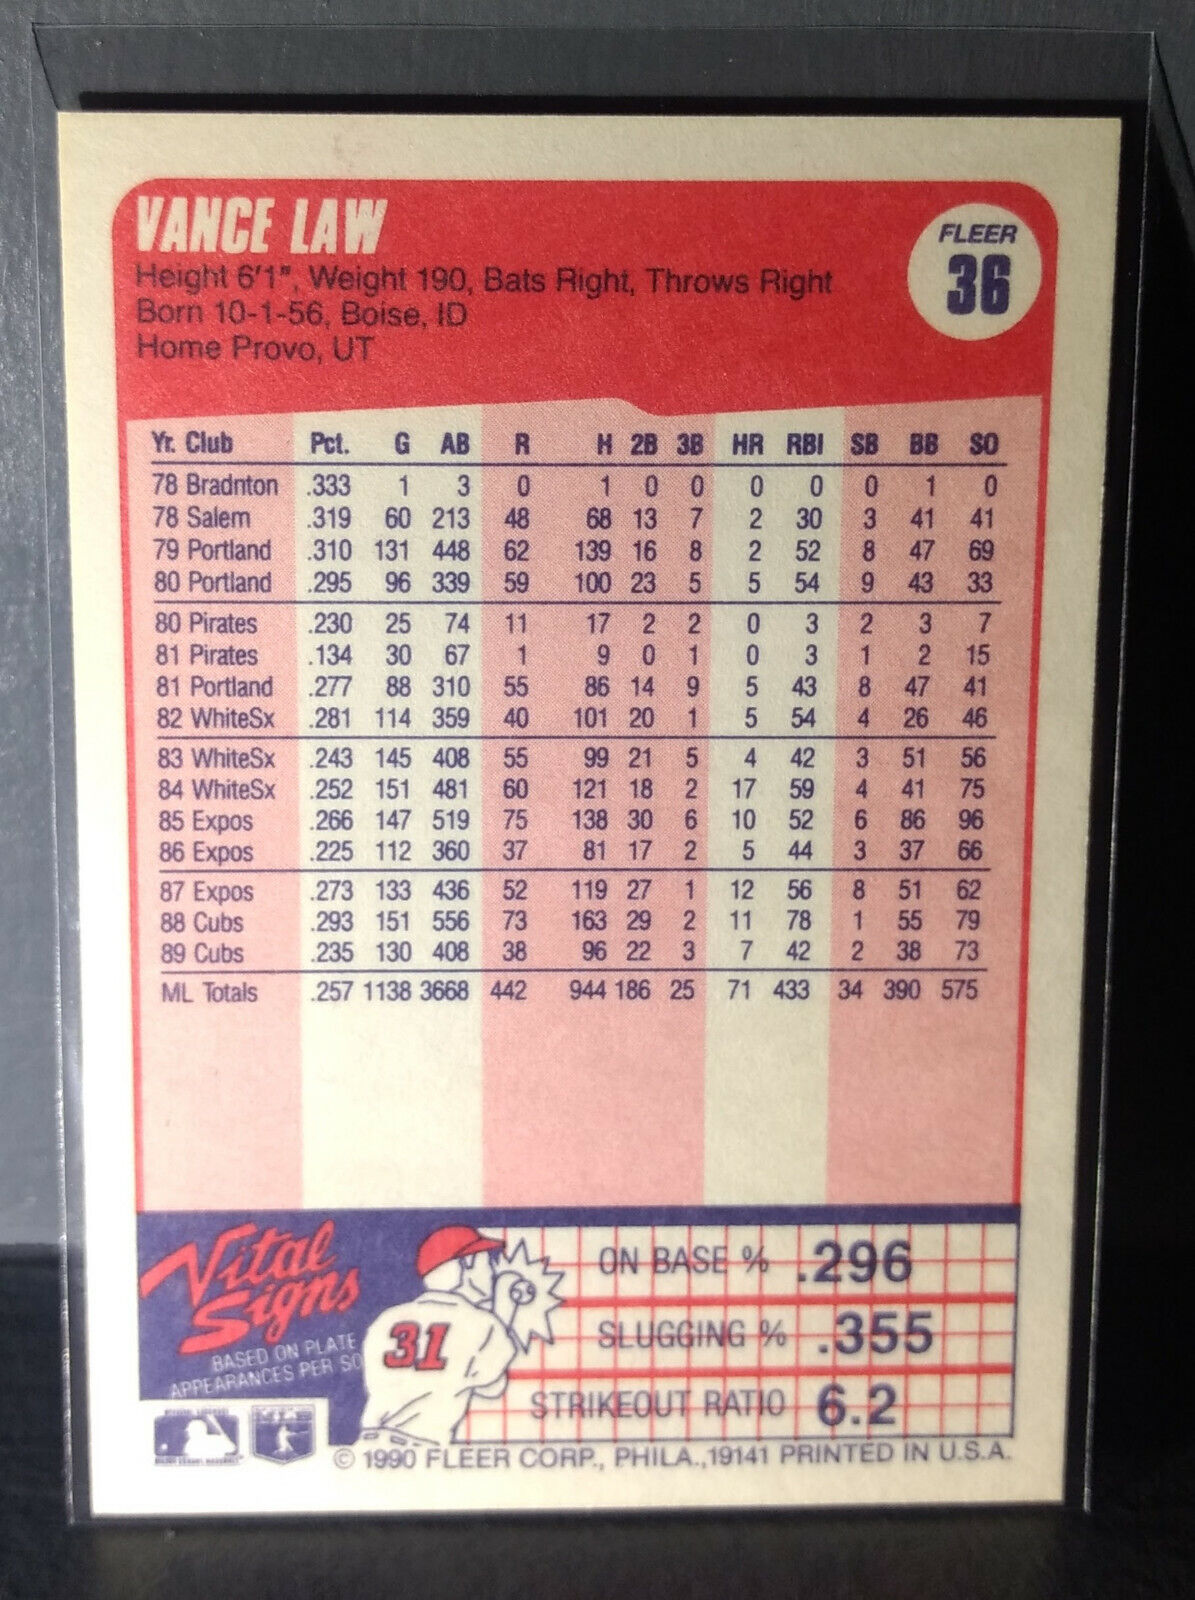 VANCE LAW
Height 6'1", Weight 190, Bats Right, Throws Right
Born 10-1-56, Boise, ID
Home Provo, UT
FLEER
36
Yr. Club Pct. G AB R H 2B 3B HR RBI SB BB SO
78 Bradnton .333 1 3 0 1 0 0 0 0 0 1 0
78 Salem .319 60 213 48 68 13 7 2 30 3 41 41
79 Portland .310 131 448 62 139 16 8 2 52 8 47 69
80 Portland .295 96 339 59 100 23 5 5 54 9 43 33
80 Pirates .230 25 74 11 17 2 2 0 3 2 3 7
81 Pirates .134 30 67 1 9 0 1 0 3 1 2 15
81 Portland .277 88 310 55 86 14 9 5 43 8 47 41
82 WhiteSx .281 114 359 40 101 20 1 5 54 4 26 46
83 WhiteSx .243 145 408 55 99 21 5 4 42 3 51 56
84 WhiteSx .252 151 481 60 121 18 2 17 59 4 41 75
85 Expos .266 147 519 75 138 30 6 10 52 6 86 96
86 Expos .225 112 360 37 81 17 2 5 44 3 37 66
87 Expos .273 133 436 52 119 27 1 12 56 8 51 62
88 Cubs .293 151 556 73 163 29 2 11 78 1 55 79
89 Cubs .235 130 408 38 96 22 3 7 42 2 38 73
ML Totals .257 1138 3668 442 944 186 25 71 433 34 390 575
Vital
Signs
BASED ON PLATE
APPEARANCES PER SO
31
ON BASE % .296
SLUGGING % .355
STRIKEOUT RATIO 6.2
© 1990 FLEER CORP., PHILA.,19141 PRINTED IN U.S.A.